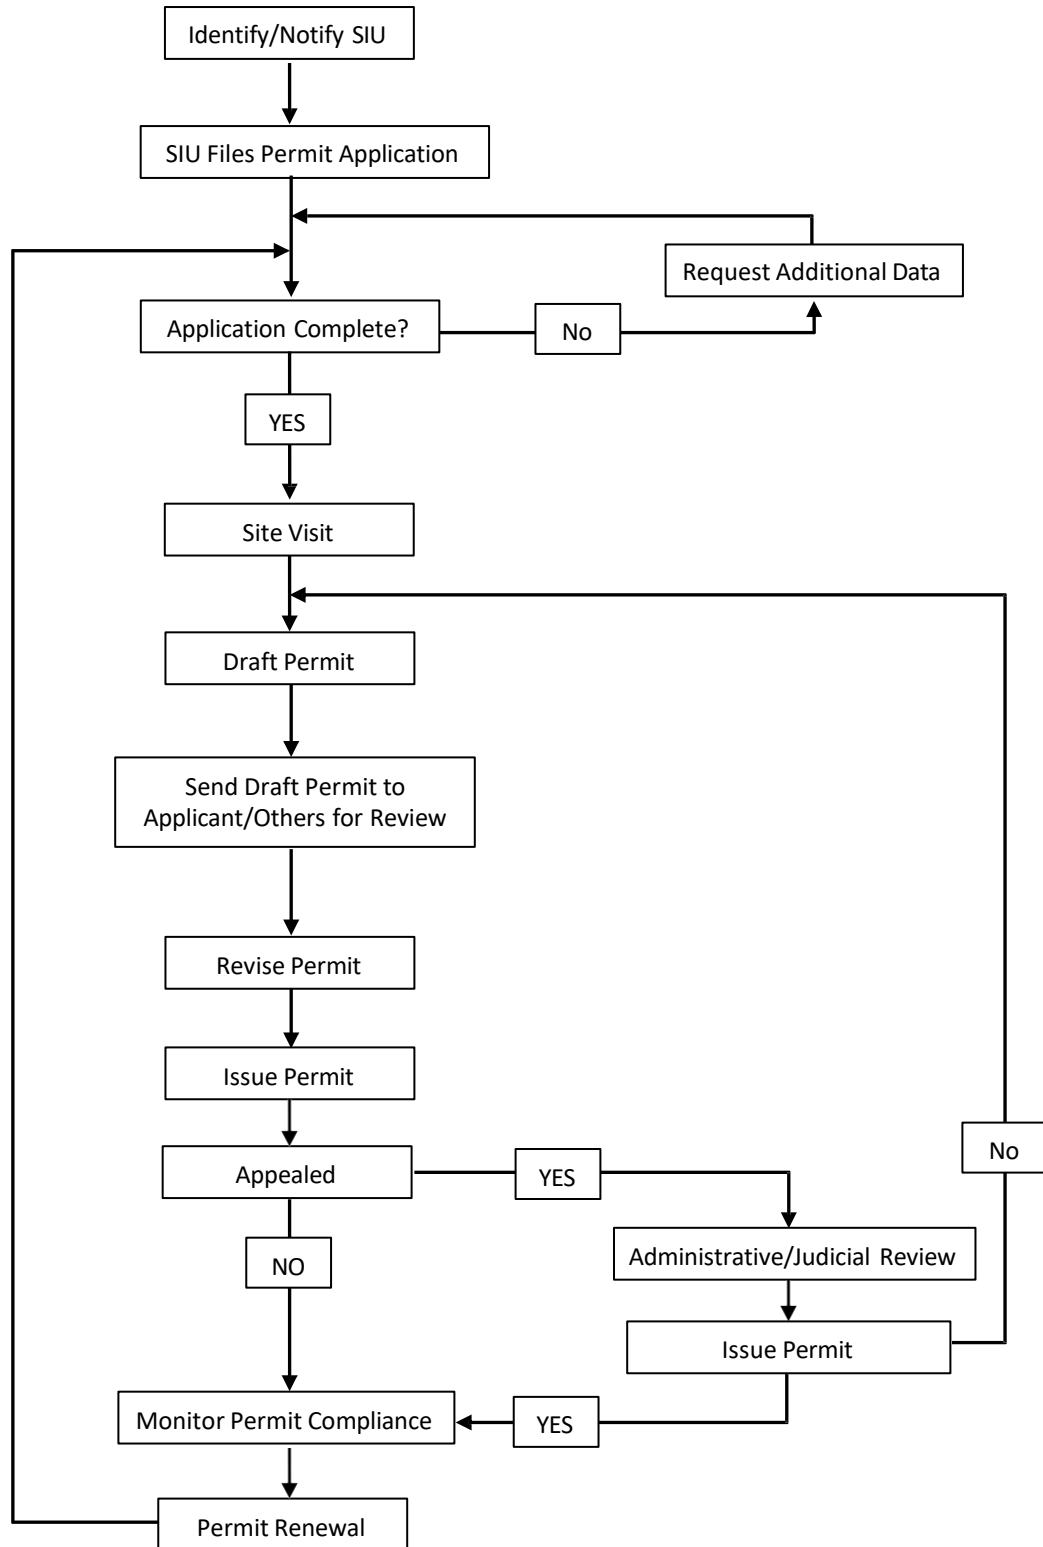 Identify/Notify SIU
SIU Files Permit Application
Request Additional Data
Application Complete?
No
YES
Site Visit
Draft Permit
Send Draft Permit to
Applicant/Others for Review
Revise Permit
Issue Permit
Appealed
YES
No
NO
Administrative/Judicial Review
Issue Permit
Monitor Permit Compliance
YES
Permit Renewal